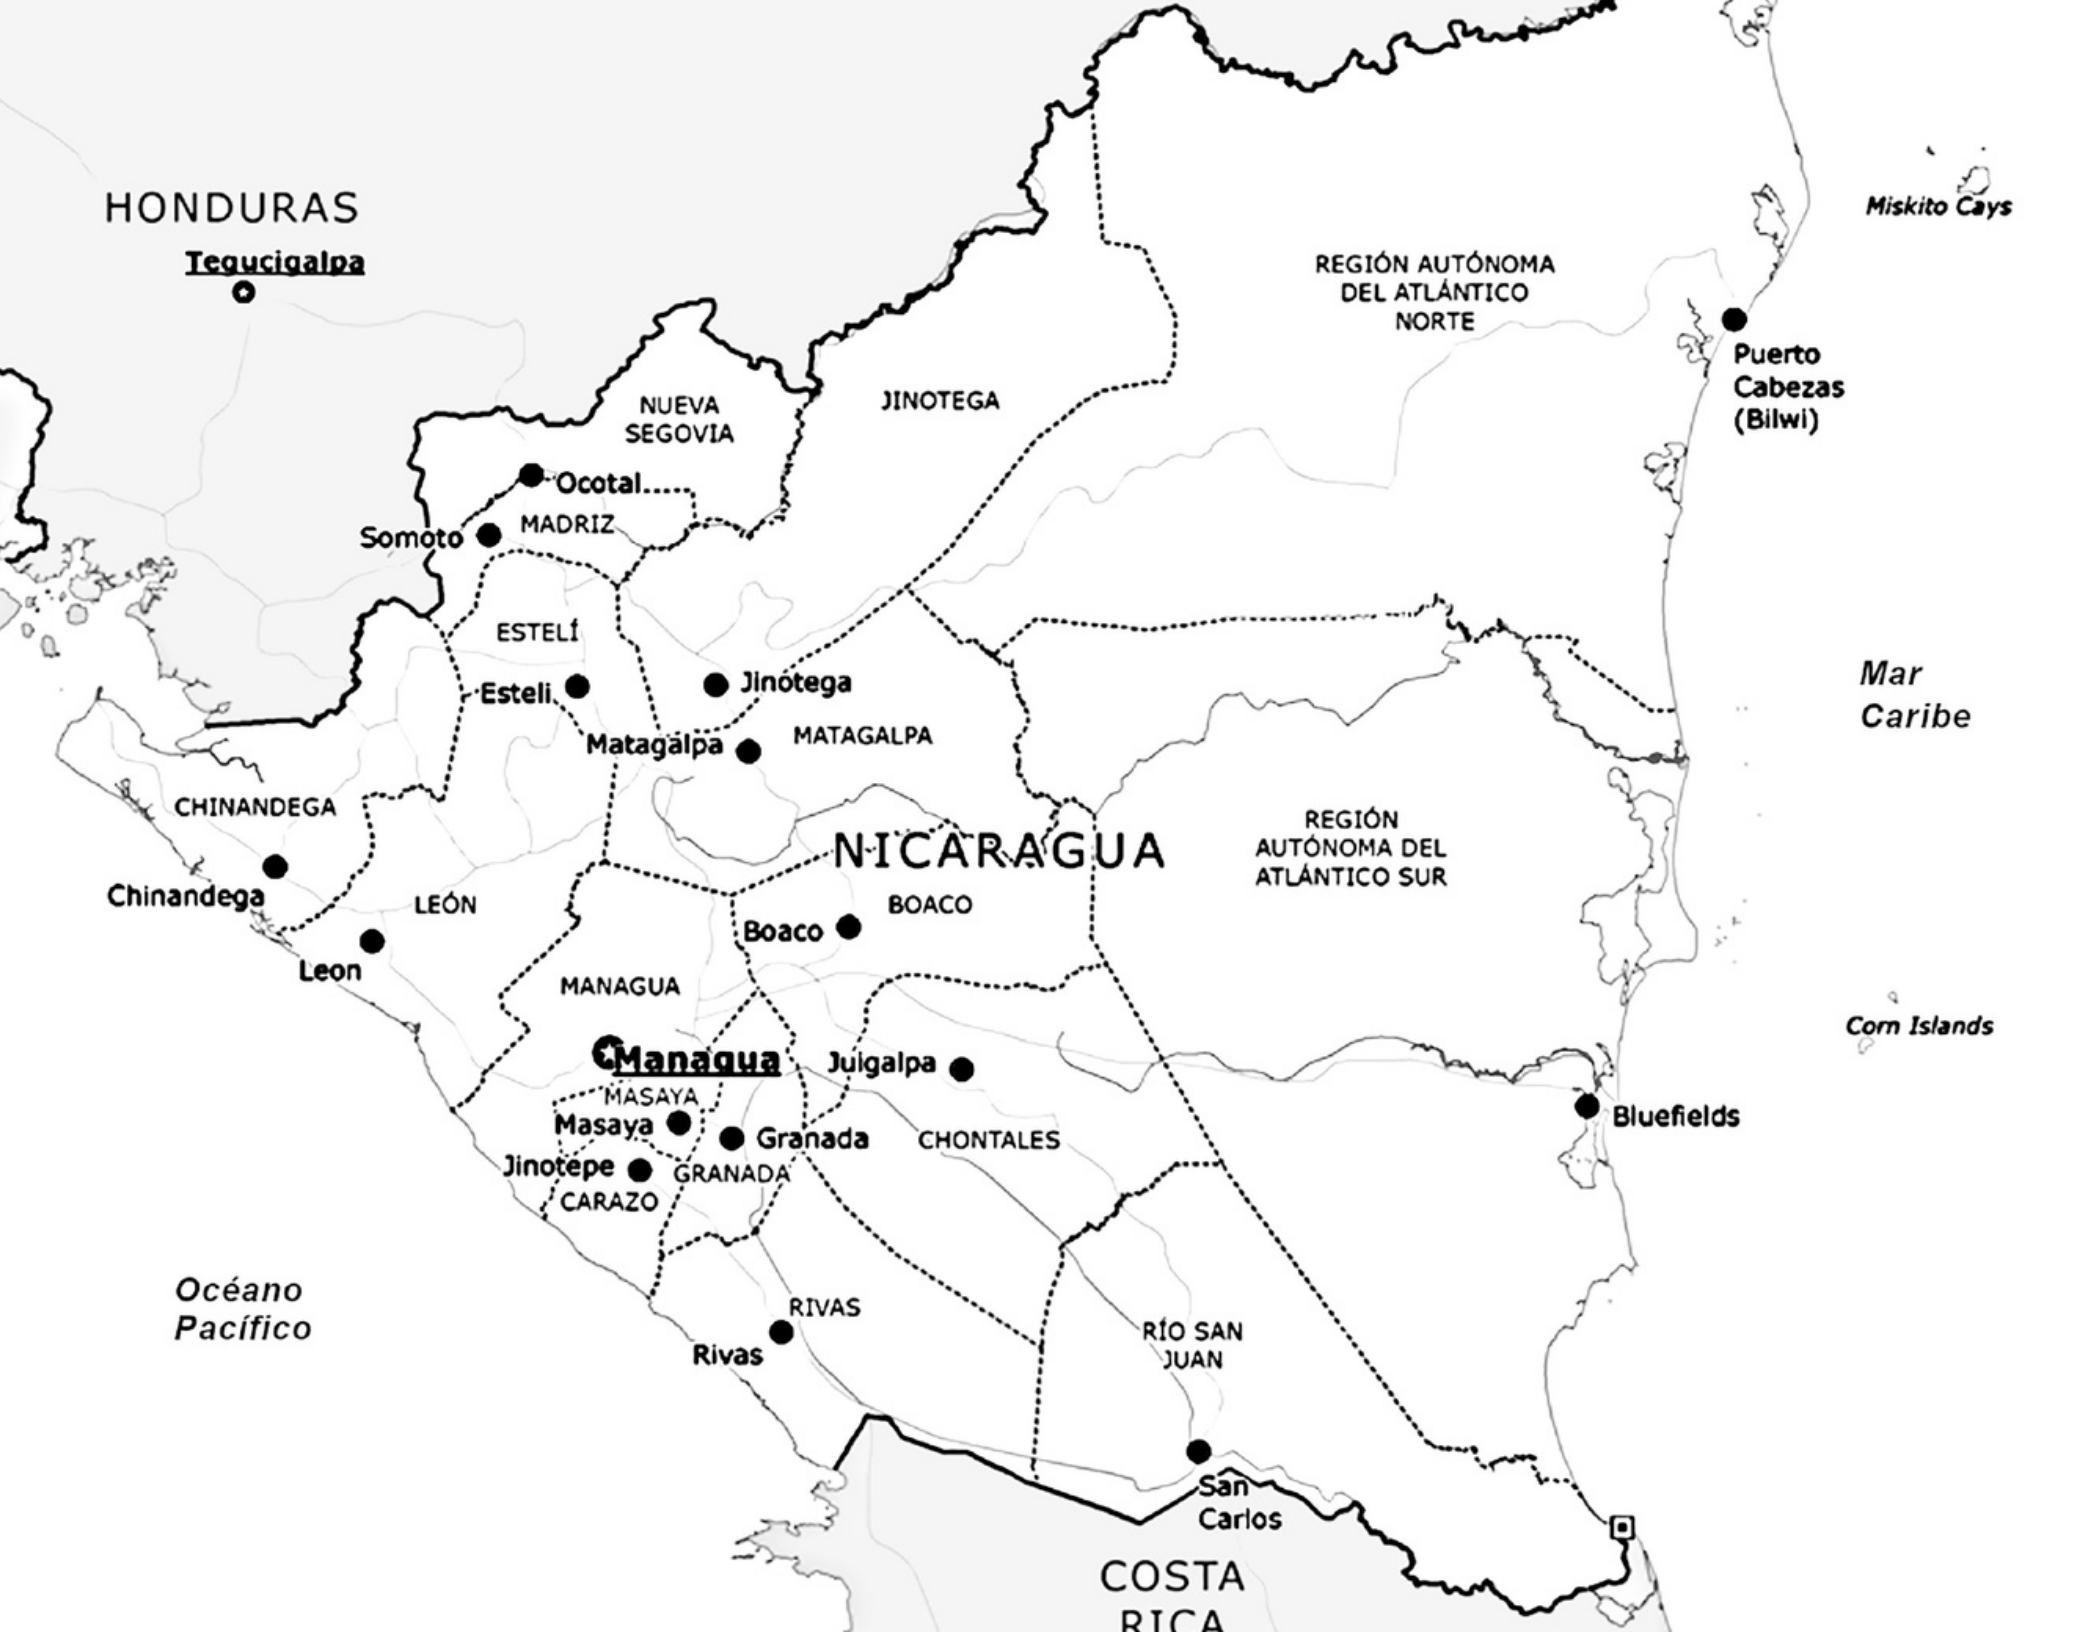 HONDURAS
Tegucigalpa
Miskito Cays
REGIÓN AUTÓNOMA
DEL ATLÁNTICO
NORTE
Puerto
Cabezas
(Bilwi)
NUEVA
SEGOVIA
JINOTEGA
Ocotal
Somoto
MADRIZ
ESTELÍ
Esteli
Jinotega
Matagalpa
MATAGALPA
Mar
Caribe
CHINANDEGA
Chinandega
NICARAGUA
REGIÓN
AUTÓNOMA DEL
ATLÁNTICO SUR
LEÓN
Leon
BOACO
Boaco
MANAGUA
Managua
Juigalpa
Corn Islands
MASAYA
Masaya
Granada
CHONTALES
Bluefields
Jinotepe
GRANADA
CARAZO
Océano
Pacífico
RIVAS
Rivas
RÍO SAN
JUAN
San
Carlos
COSTA
RICA